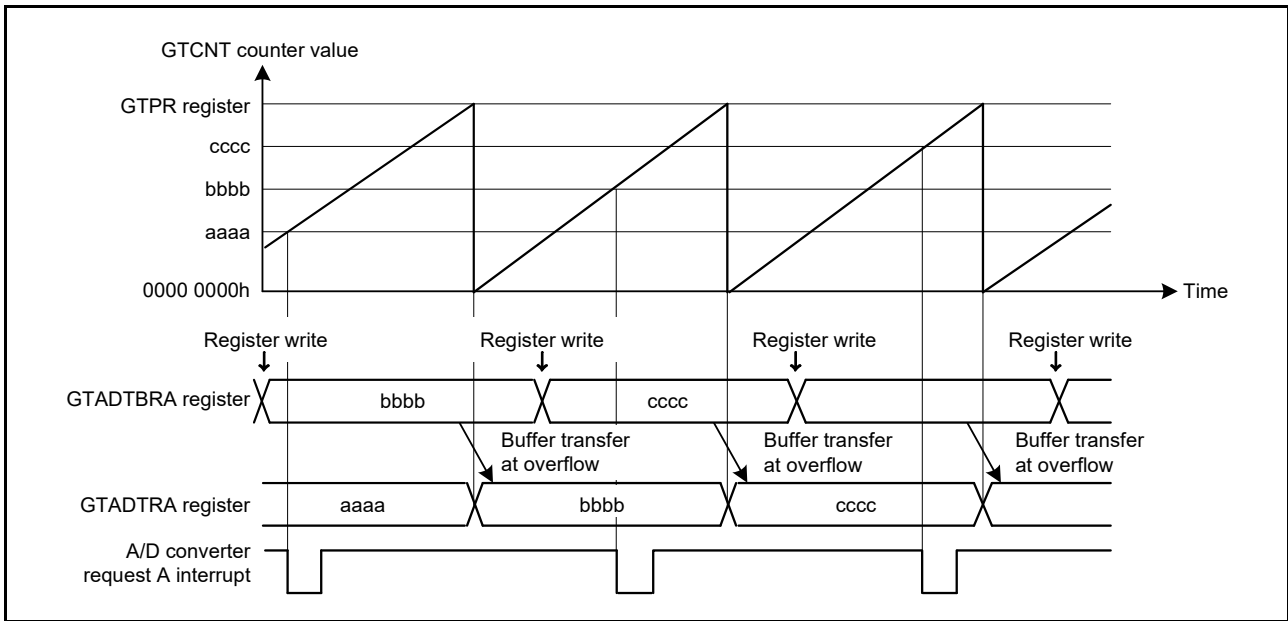 GTCNT counter value
GTPR register
cccc
bbbb
aaaa
0000 0000h
Time
Register write
Register write
Register write
Register write
GTADTBRA register
bbbb
cccc
Buffer transfer
at overflow
Buffer transfer
at overflow
Buffer transfer
at overflow
GTADTRA register
aaaa
bbbb
cccc
A/D converter
request A interrupt